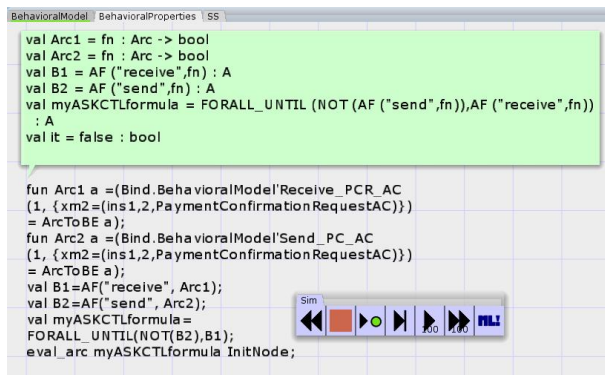 BehavioralModel BehavioralProperties SS
val Arc1 = fn : Arc -> bool
val Arc2 = fn : Arc -> bool
val B1 = AF ("receive",fn) : A
val B2 = AF ("send",fn) : A
val myASKCTLformula = FORALL_UNTIL (NOT (AF ("send",fn)),AF ("receive",fn))
: A
val it = false : bool
fun Arc1 a =(Bind.BehavioralModel'Receive_PCR_AC
(1, {xm2=(ins1,2,PaymentConfirmationRequestAC)})
= ArcToBE a);
fun Arc2 a =(Bind.BehavioralModel'Send_PC_AC
(1, {xm2=(ins1,2,PaymentConfirmationRequestAC)})
= ArcToBE a);
val B1=AF("receive", Arc1);
val B2=AF("send", Arc2);
val myASKCTLformula=
FORALL_UNTIL(NOT(B2),B1);
eval_arc myASKCTLformula InitNode;
Sim
100 100 ML!